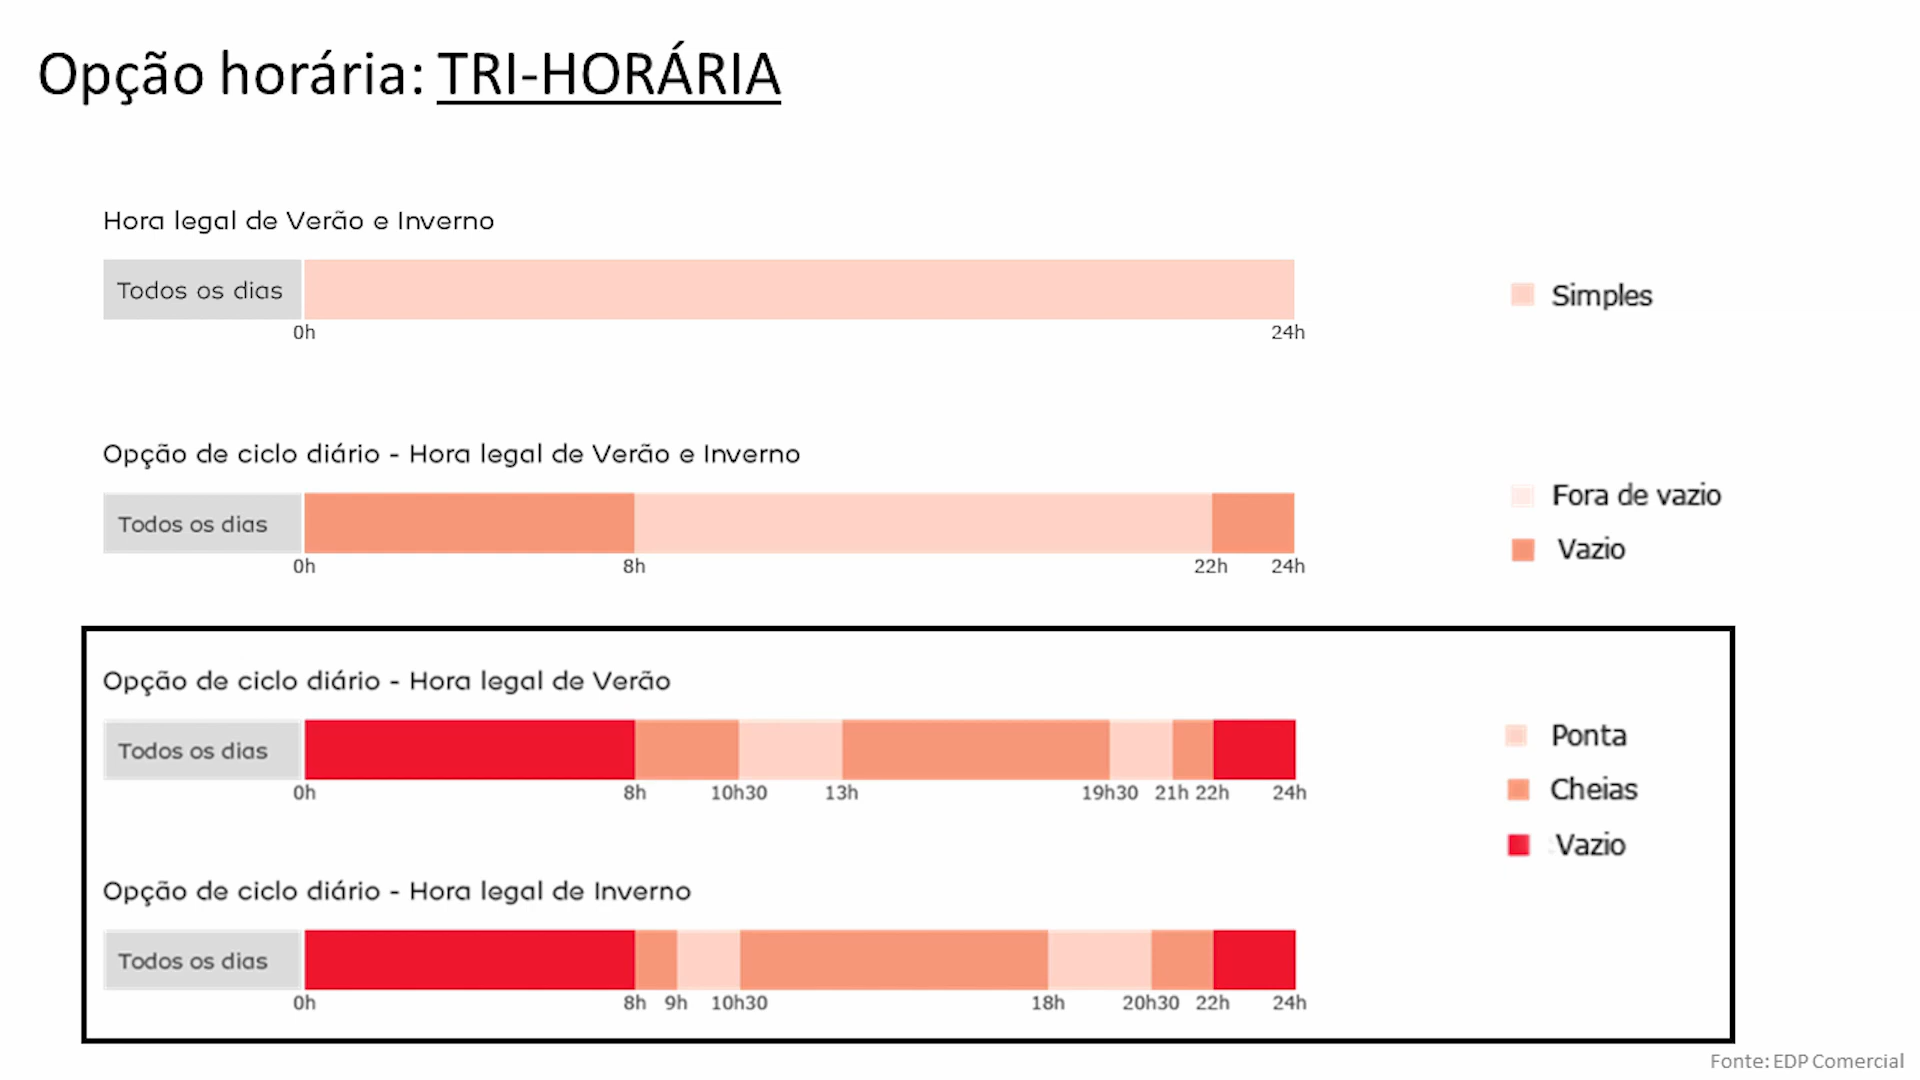 Opção horária: TRI-HORÁRIA
Hora legal de Verão e Inverno
Todos os dias
0h 24h
Simples
Opção de ciclo diário - Hora legal de Verão e Inverno
Todos os dias
0h 8h 22h 24h
Fora de vazio
Vazio
Opção de ciclo diário - Hora legal de Verão
Todos os dias
0h 8h 10h30 13h 19h30 21h 22h 24h
Ponta
Cheias
Vazio
Opção de ciclo diário - Hora legal de Inverno
Todos os dias
0h 8h 9h 10h30 18h 20h30 22h 24h
Fonte: EDP Comercial